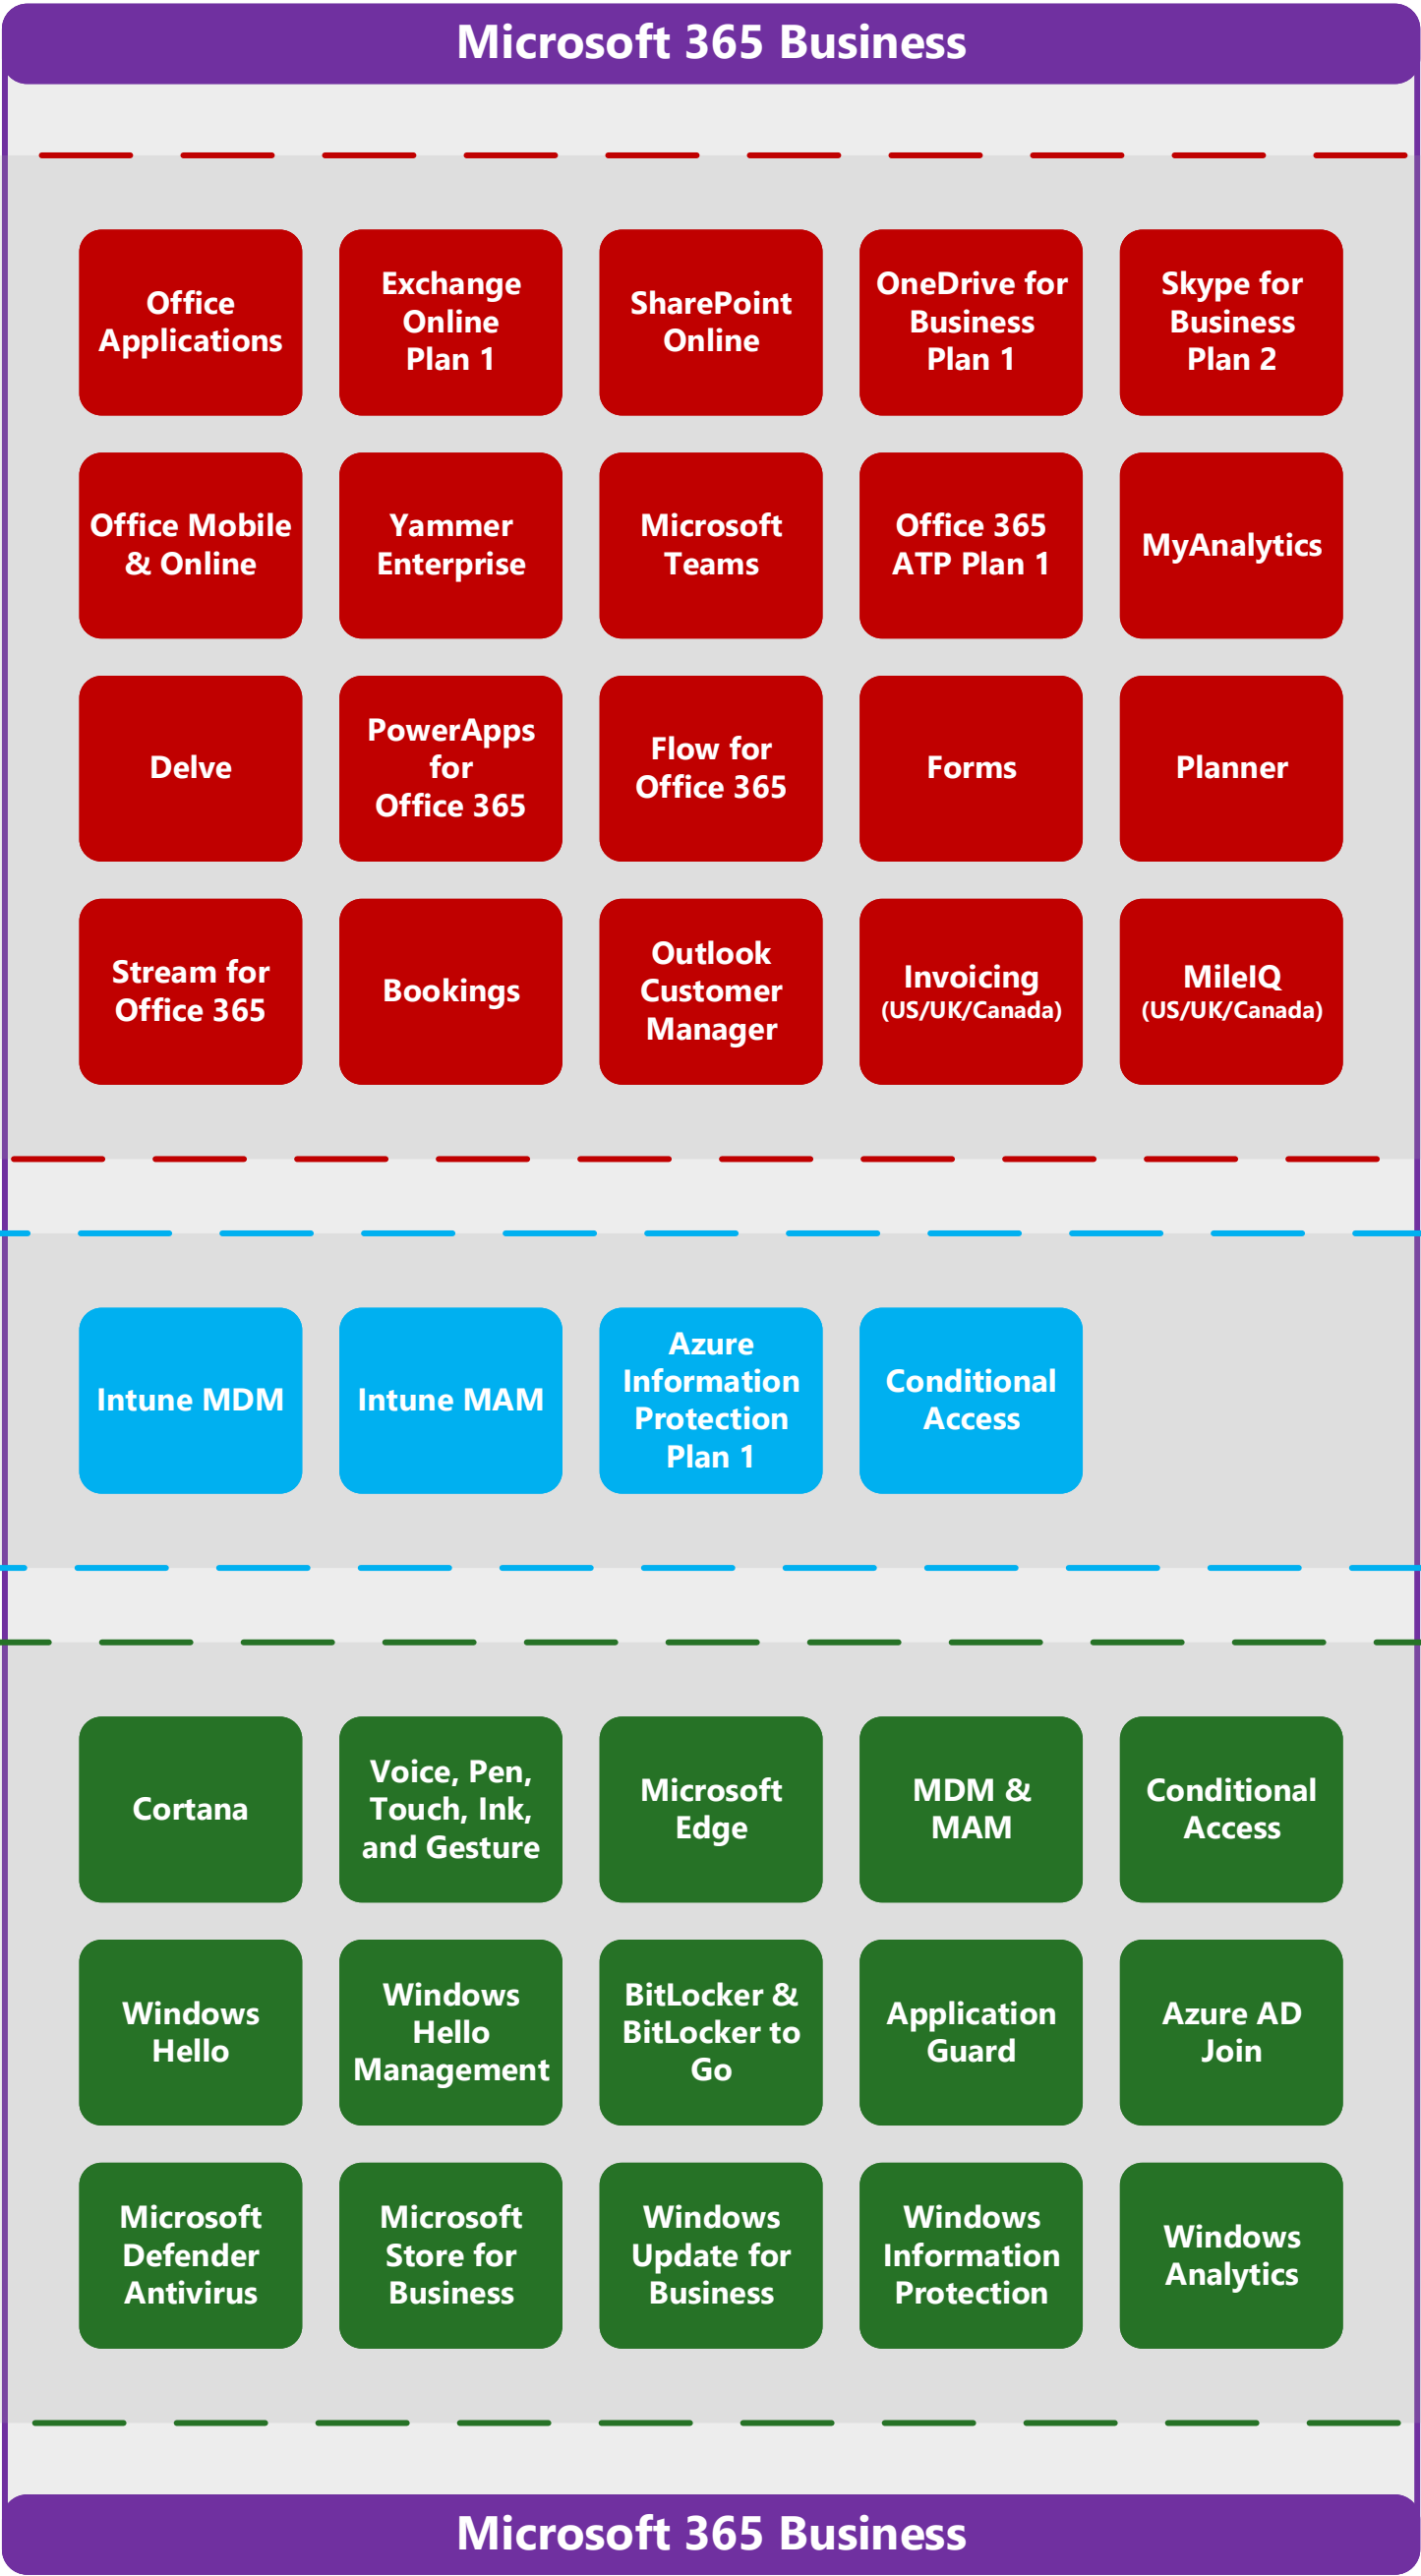 Microsoft 365 Business
Office
Applications
Exchange
Online
Plan 1
SharePoint
Online
OneDrive for
Business
Plan 1
Skype for
Business
Plan 2
Office Mobile
& Online
Yammer
Enterprise
Microsoft
Teams
Office 365
ATP Plan 1
MyAnalytics
Delve
PowerApps
for
Office 365
Flow for
Office 365
Forms
Planner
Stream for
Office 365
Bookings
Outlook
Customer
Manager
Invoicing
(US/UK/Canada)
MileIQ
(US/UK/Canada)
Intune MDM
Intune MAM
Azure
Information
Protection
Plan 1
Conditional
Access
Cortana
Voice, Pen,
Touch, Ink,
and Gesture
Microsoft
Edge
MDM &
MAM
Conditional
Access
Windows
Hello
Windows
Hello
Management
BitLocker &
BitLocker to
Go
Application
Guard
Azure AD
Join
Microsoft
Defender
Antivirus
Microsoft
Store for
Business
Windows
Update for
Business
Windows
Information
Protection
Windows
Analytics
Microsoft 365 Business